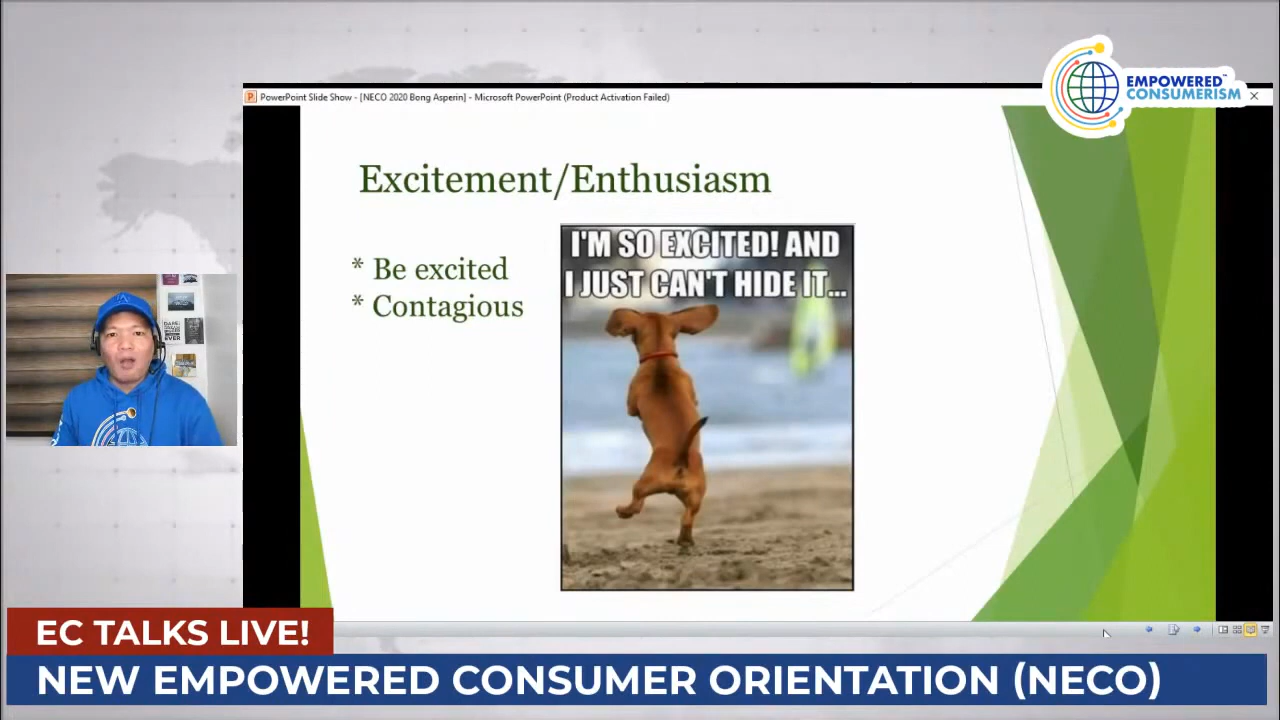 EMPOWERED™
CONSUMERISM
PowerPoint Slide Show - [NECO 2020 Bong Asperin] - Microsoft PowerPoint (Product Activation Failed)
Excitement/Enthusiasm
* Be excited
* Contagious
I'M SO EXCITED! AND
I JUST CAN'T HIDE IT...
EC TALKS LIVE!
NEW EMPOWERED CONSUMER ORIENTATION (NECO)